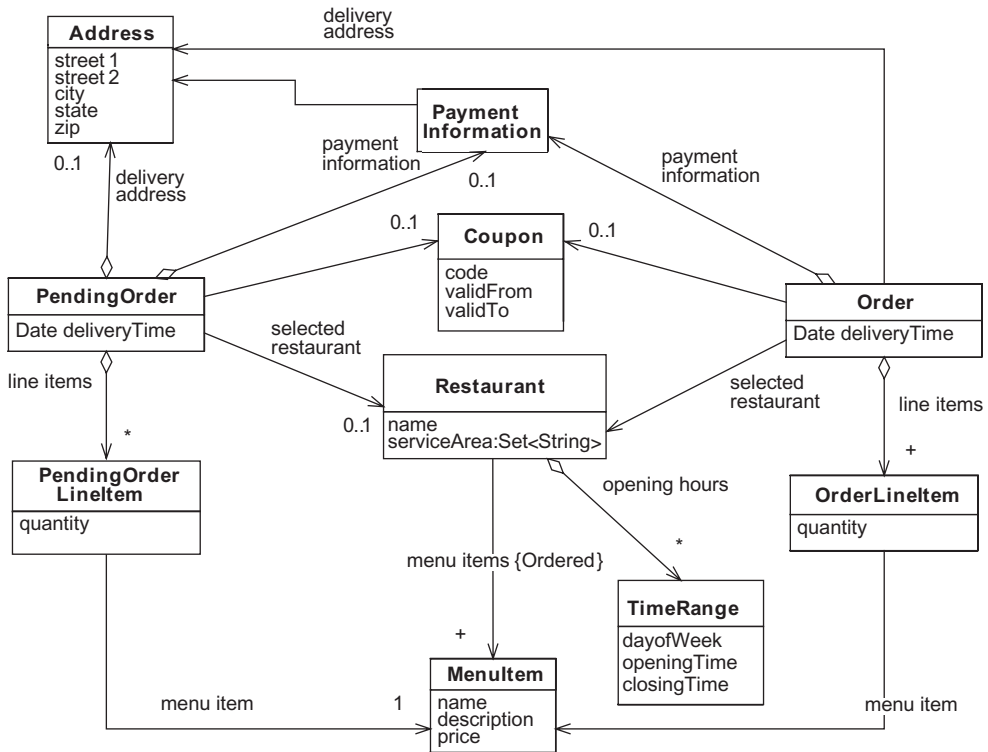 delivery
address
Address
street 1
street 2
city
state
zip
Payment
Information
0..1
delivery
address
payment
information
0..1
payment
information
0..1
Coupon
code
validFrom
validTo
0..1
PendingOrder
Date deliveryTime
Order
Date deliveryTime
selected
restaurant
selected
restaurant
line items
*
Restaurant
name
serviceArea:Set<String>
0..1
line items
+
PendingOrder
LineItem
quantity
opening hours
OrderLineItem
quantity
menu items {Ordered}
*
+
TimeRange
dayofWeek
openingTime
closingTime
MenuItem
name
description
price
menu item
1
menu item